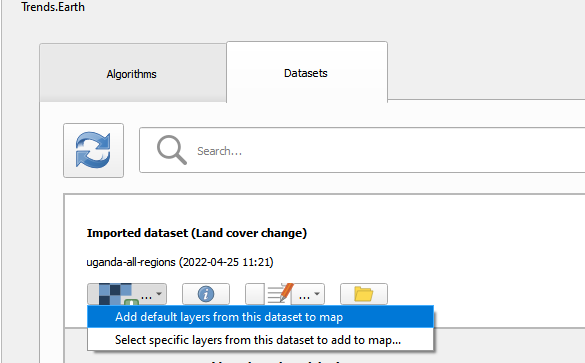 Trends.Earth
Algorithms
Datasets
Search...
Imported dataset (Land cover change)
uganda-all-regions (2022-04-25 11:21)
...
...
Add default layers from this dataset to map
Select specific layers from this dataset to add to map...